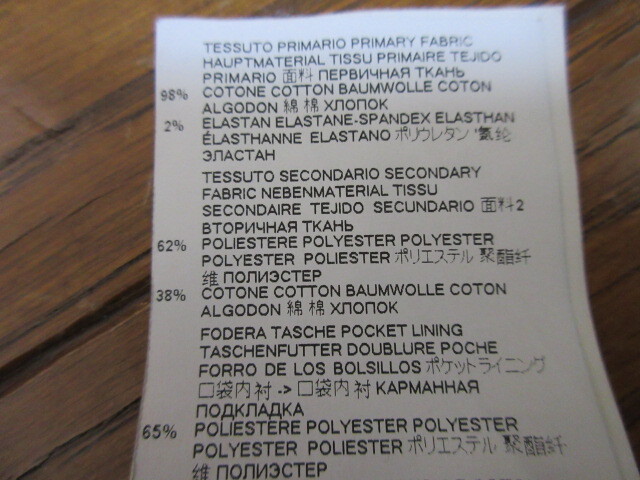 TESSUTO PRIMARIO PRIMARY FABRIC
HAUPTMATERIAL TISSU PRIMAIRE TEJIDO
PRIMARIO 面料 ПЕРВИЧНАЯ ТКАНЬ
98% COTONE COTTON BAUMWOLLE COTON
ALGODON 綿 棉 ХЛОПОК
2% ELASTAN ELASTANE-SPANDEX ELASTHAN
ÉLASTHANNE ELASTANO ポリウレタン 氨纶
ЭЛАСТАН
TESSUTO SECONDARIO SECONDARY
FABRIC NEBENMATERIAL TISSU
SECONDAIRE TEJIDO SECUNDARIO 面料2
ВТОРИЧНАЯ ТКАНЬ
62% POLIESTERE POLYESTER POLYESTER
POLYESTER POLIESTER ポリエステル 聚酯纤
维 ПОЛИЭСТЕР
38% COTONE COTTON BAUMWOLLE COTON
ALGODON 綿 棉 ХЛОПОК
FODERA TASCHE POCKET LINING
TASCHENFUTTER DOUBLURE POCHE
FORRO DE LOS BOLSILLOS ポケットライニング
口袋内衬 -> 口袋内衬 КАРМАННАЯ
ПОДКЛАДКА
65% POLIESTERE POLYESTER POLYESTER
POLYESTER POLIESTER ポリエステル 聚酯纤
维 ПОЛИЭСТЕР